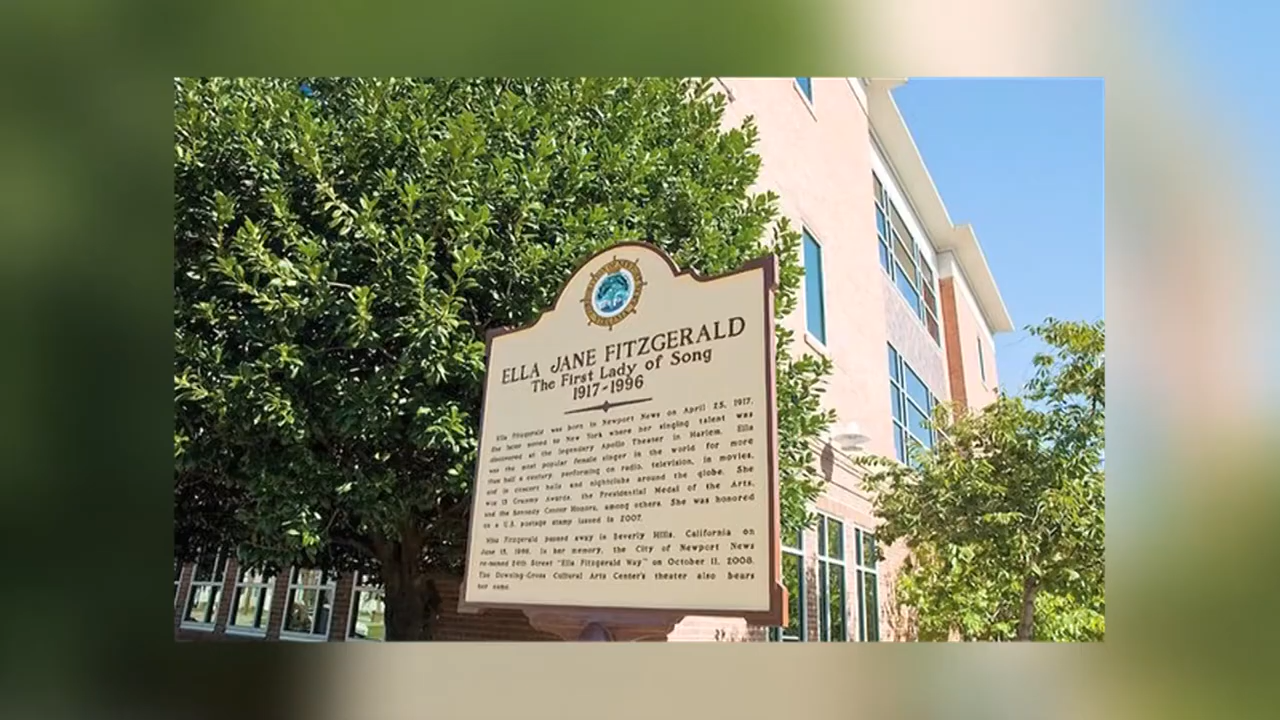 ELLA JANE FITZGERALD
The First Lady of Song
1917-1996
Ella Fitzgerald was born in Newport News on April 25, 1917.
She later moved to New York where her singing talent was
discovered at the legendary Apollo Theater in Harlem. Ella
was the most popular female singer in the world for more
than half a century, performing on radio, television, in movies,
and in concert halls and nightclubs around the globe. She
won 13 Grammy Awards, the Presidential Medal of the Arts,
and the Kennedy Center Honors, among others. She was honored
on a U.S. postage stamp issued in 2007.
Miss Fitzgerald passed away in Beverly Hills, California on
June 15, 1996. In her memory, the City of Newport News
re-named 24th Street "Ella Fitzgerald Way" on October 11, 2008.
The Downing-Gross Cultural Arts Center's theater also bears
her name.